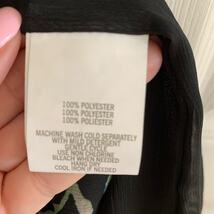 100% POLYESTER
100% POLYESTER
100% POLIÉSTER
MACHINE WASH COLD SEPARATELY
WITH MILD DETERGENT
GENTLE CYCLE
USE NON CHLORINE
BLEACH WHEN NEEDED
HANG DRY
COOL IRON IF NEEDED